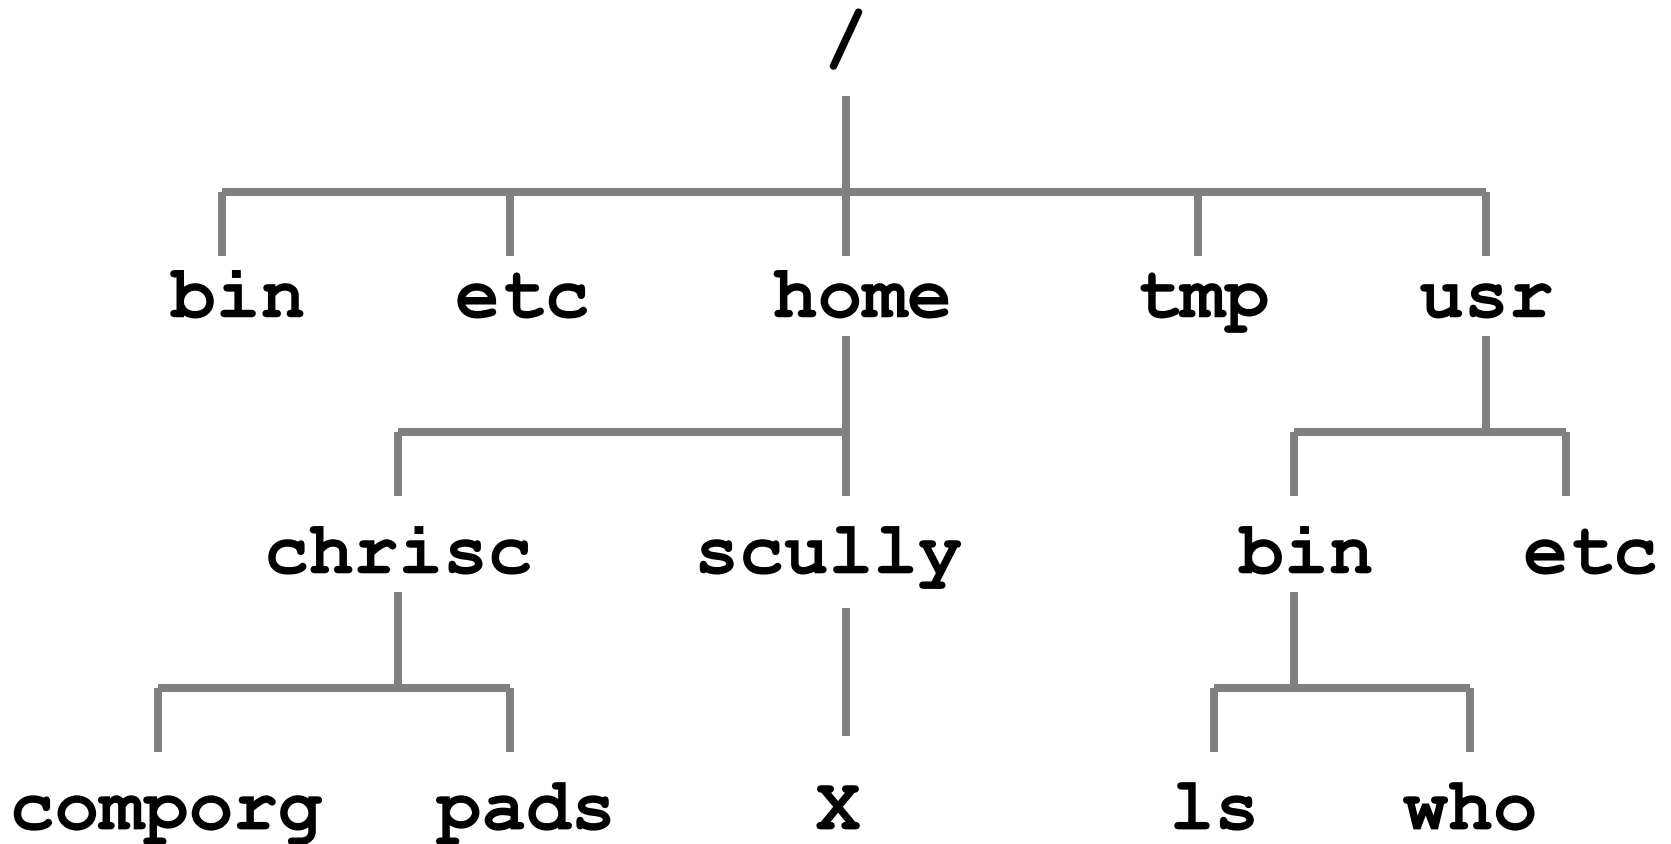 /
bin etc home tmp usr
chrisc scully bin etc
comporg pads X ls who